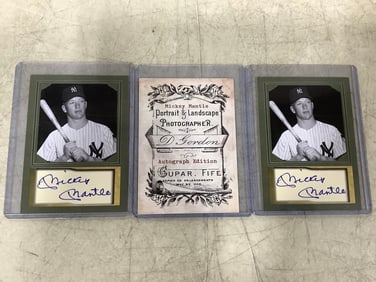 Mickey
Mantle
Mickey Mantle
Portrait & Landscape
Photographer
D. Gordon
Autograph Edition
Cupar. Fife
Mickey
Mantle